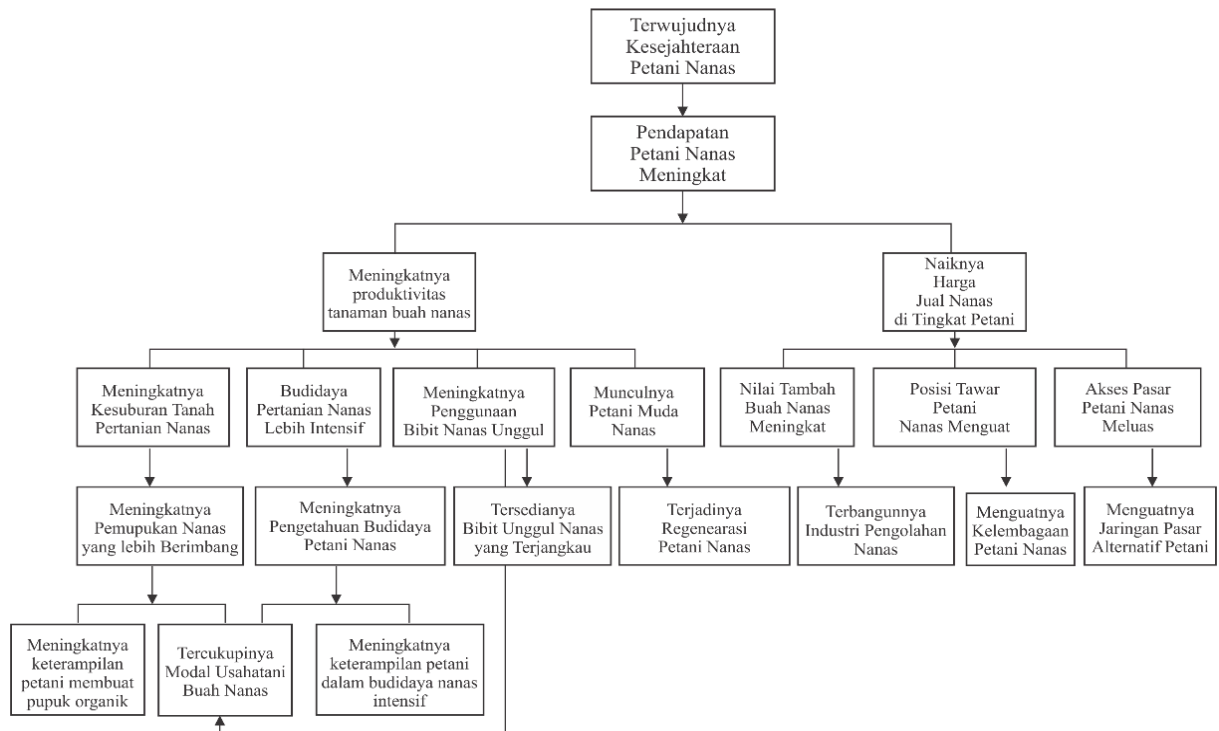 Terwujudnya
Kesejahteraan
Petani Nanas
Pendapatan
Petani Nanas
Meningkat
Meningkatnya
produktivitas
tanaman buah nanas
Naiknya
Harga
Jual Nanas
di Tingkat Petani
Meningkatnya
Kesuburan Tanah
Pertanian Nanas
Budidaya
Pertanian Nanas
Lebih Intensif
Meningkatnya
Penggunaan
Bibit Nanas Unggul
Munculnya
Petani Muda
Nanas
Nilai Tambah
Buah Nanas
Meningkat
Posisi Tawar
Petani
Nanas Menguat
Akses Pasar
Petani Nanas
Meluas
Meningkatnya
Pemupukan Nanas
yang lebih Berimbang
Meningkatnya
Pengetahuan Budidaya
Petani Nanas
Tersedianya
Bibit Unggul Nanas
yang Terjangkau
Terjadinya
Regenearasi
Petani Nanas
Terbangunnya
Industri Pengolahan
Nanas
Menguatnya
Kelembagaan
Petani Nanas
Menguatnya
Jaringan Pasar
Alternatif Petani
Meningkatnya
keterampilan
petani membuat
pupuk organik
Tercukupinya
Modal Usahatani
Buah Nanas
Meningkatnya
keterampilan petani
dalam budidaya nanas
intensif